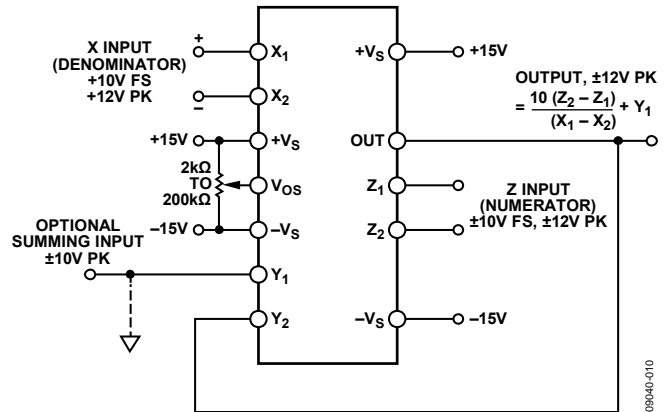 X INPUT
(DENOMINATOR)
+10V FS
+12V PK
+
–
+15V
2kΩ
TO
200kΩ
–15V
OPTIONAL
SUMMING INPUT
±10V PK
X1
X2
+VS
VOS
–VS
Y1
Y2
+VS
OUT
Z1
Z2
–VS
+15V
OUTPUT, ±12V PK
= 10 (Z2 – Z1) / (X1 – X2) + Y1
Z INPUT
(NUMERATOR)
±10V FS, ±12V PK
–15V
09040-010